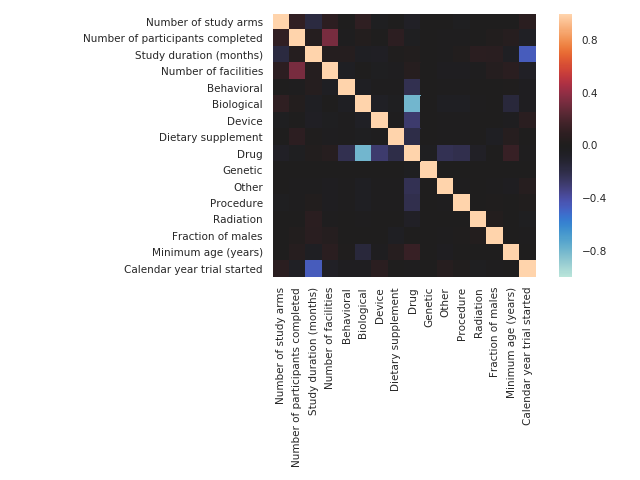 Number of study arms
Number of participants completed
Study duration (months)
Number of facilities
Behavioral
Biological
Device
Dietary supplement
Drug
Genetic
Other
Procedure
Radiation
Fraction of males
Minimum age (years)
Calendar year trial started
0.8
0.4
0.0
−0.4
−0.8
Number of study arms
Number of participants completed
Study duration (months)
Number of facilities
Behavioral
Biological
Device
Dietary supplement
Drug
Genetic
Other
Procedure
Radiation
Fraction of males
Minimum age (years)
Calendar year trial started